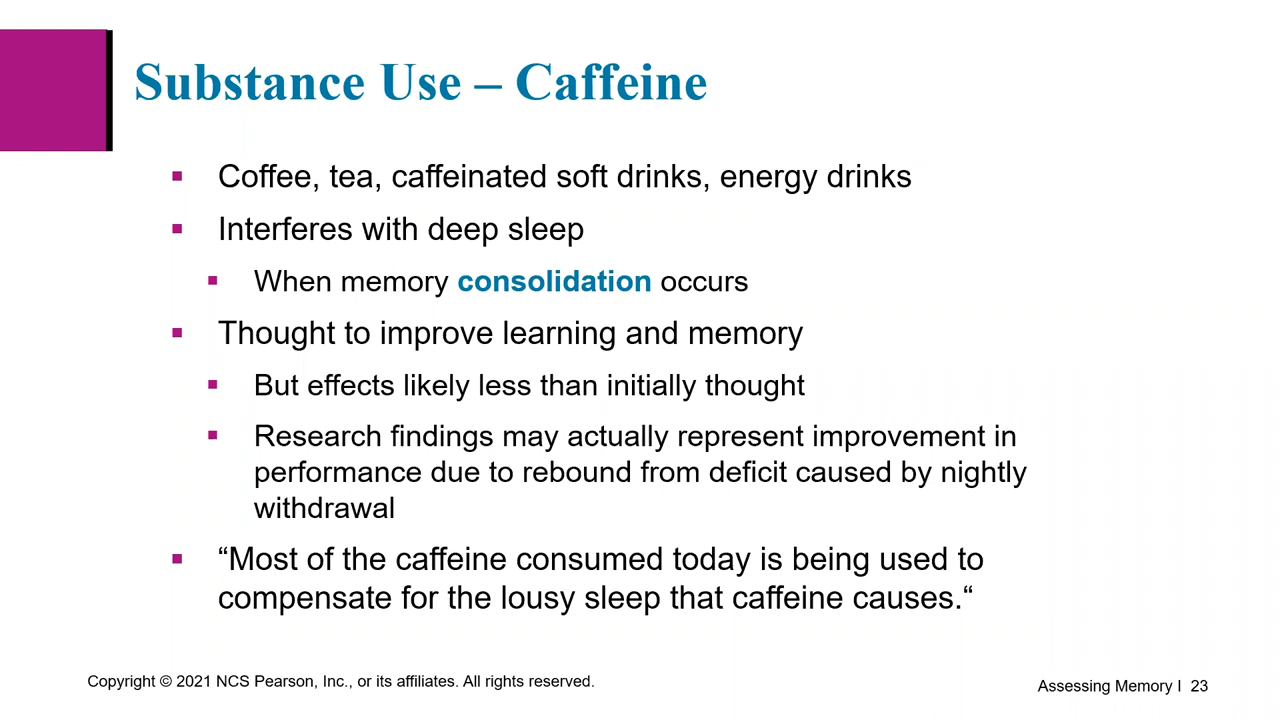 Substance Use – Caffeine
Coffee, tea, caffeinated soft drinks, energy drinks
Interferes with deep sleep
When memory consolidation occurs
Thought to improve learning and memory
But effects likely less than initially thought
Research findings may actually represent improvement in
performance due to rebound from deficit caused by nightly
withdrawal
“Most of the caffeine consumed today is being used to
compensate for the lousy sleep that caffeine causes.“
Copyright © 2021 NCS Pearson, Inc., or its affiliates. All rights reserved.
Assessing Memory I 23